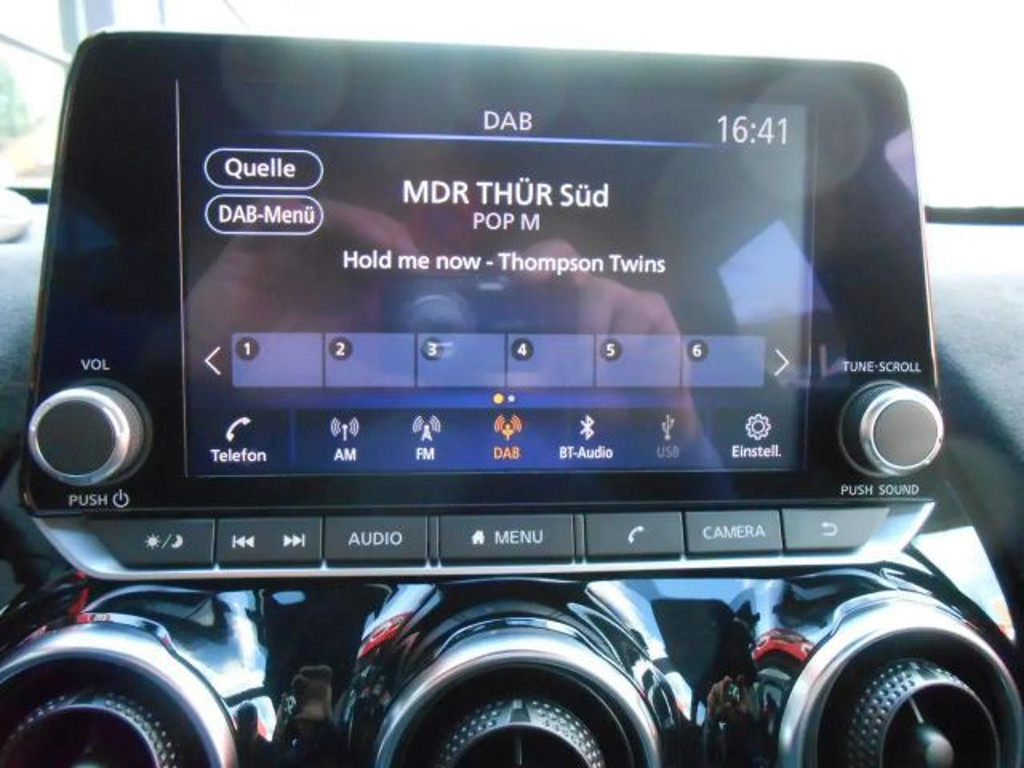 DAB
16:41
Quelle
DAB-Menü
MDR THÜR Süd
POP M
Hold me now - Thompson Twins
1 2 3 4 5 6
VOL
TUNE·SCROLL
Telefon AM FM DAB BT-Audio USB Einstell.
PUSH
PUSH SOUND
AUDIO MENU CAMERA